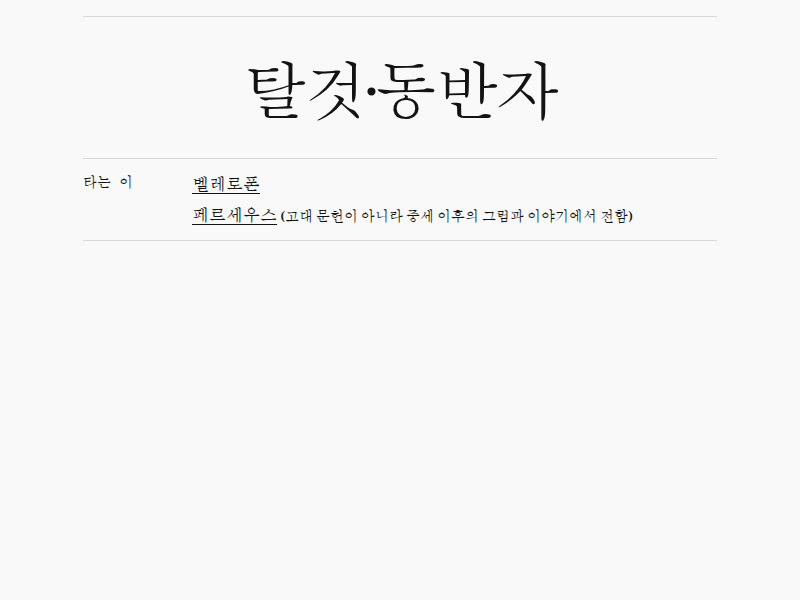 탈것·동반자
타는 이
벨레로폰
페르세우스 (고대 문헌이 아니라 중세 이후의 그림과 이야기에서 전함)